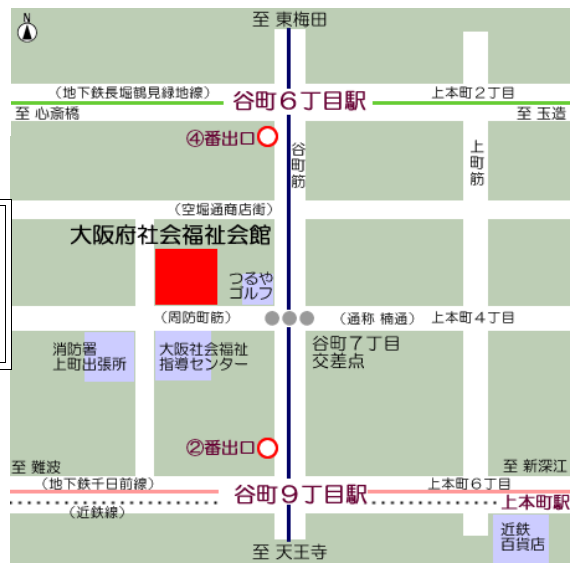 N
至 東梅田
(地下鉄長堀鶴見緑地線)
谷町6丁目駅
上本町2丁目
至 心斎橋
至 玉造
④番出口
谷町筋
上町筋
(空堀通商店街)
大阪府社会福祉会館
つるや
ゴルフ
(周防町筋)
(通称 楠通)
上本町4丁目
消防署
上町出張所
大阪社会福祉
指導センター
谷町7丁目
交差点
②番出口
至 難波
至 新深江
(地下鉄千日前線)
谷町9丁目駅
上本町6丁目
(近鉄線)
上本町駅
近鉄
百貨店
至 天王寺